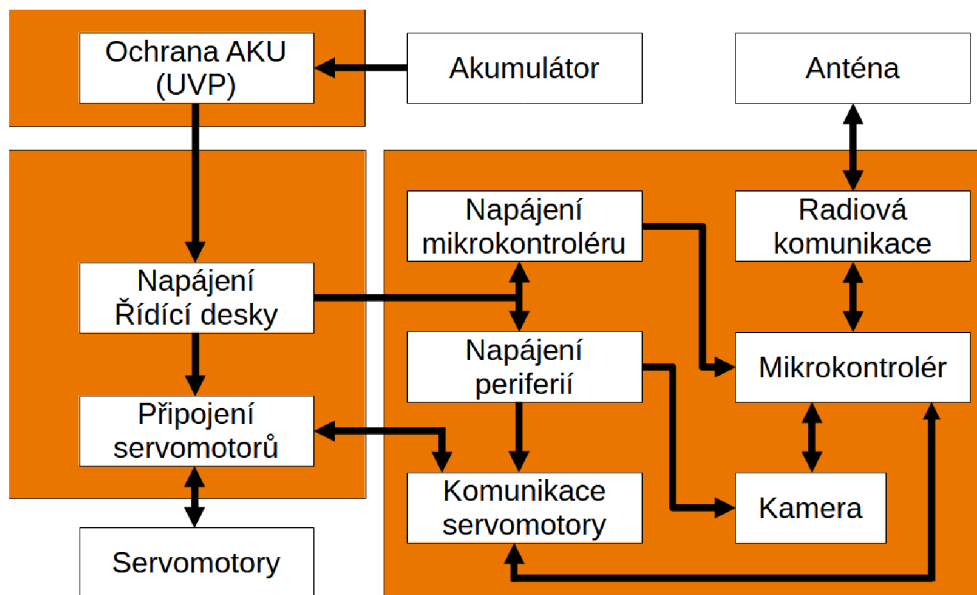 Ochrana AKU
(UVP)
Akumulátor
Anténa
Napájení
mikrokontroléru
Radiová
komunikace
Napájení
Řídící desky
Napájení
periferií
Mikrokontrolér
Připojení
servomotorů
Komunikace
servomotory
Kamera
Servomotory